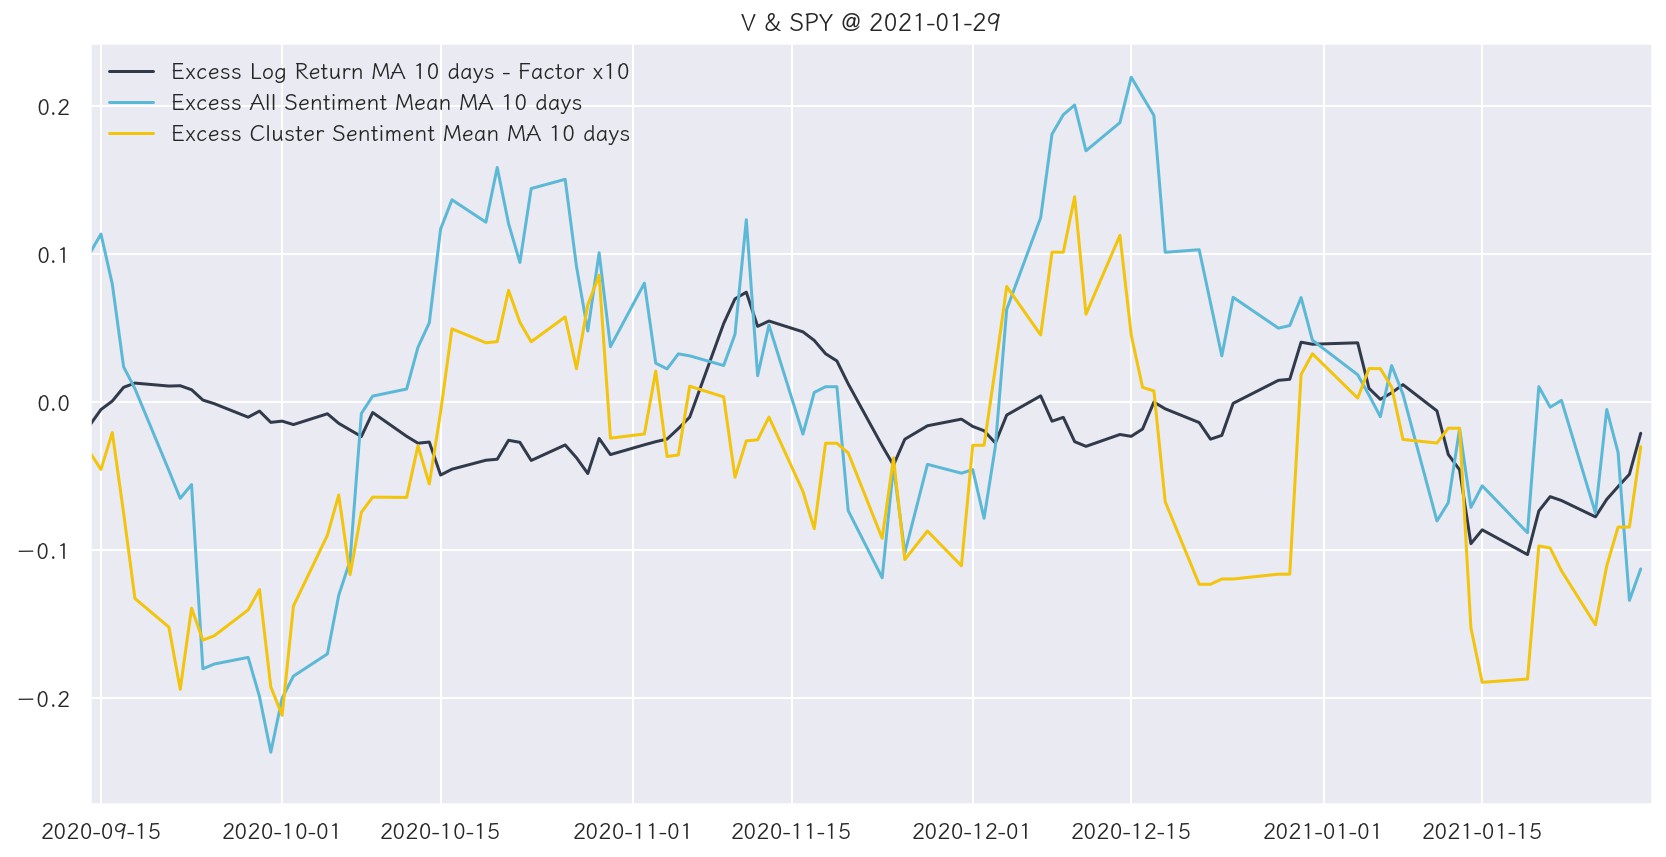 V & SPY @ 2021-01-29
Excess Log Return MA 10 days - Factor x10
Excess All Sentiment Mean MA 10 days
Excess Cluster Sentiment Mean MA 10 days
0.2
0.1
0.0
−0.1
−0.2
2020-09-15 2020-10-01 2020-10-15 2020-11-01 2020-11-15 2020-12-01 2020-12-15 2021-01-01 2021-01-15